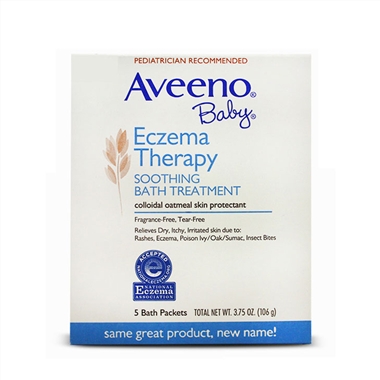 PEDIATRICIAN RECOMMENDED
Aveeno®
Baby®
Eczema
Therapy
SOOTHING
BATH TREATMENT
colloidal oatmeal skin protectant
Fragrance-Free, Tear-Free
Relieves Dry, Itchy, Irritated skin due to:
Rashes, Eczema, Poison Ivy/Oak/Sumac, Insect Bites
ACCEPTED
e
NATIONAL
Eczema
ASSOCIATION
5 Bath Packets TOTAL NET WT. 3.75 OZ. (106 g)
same great product, new name!